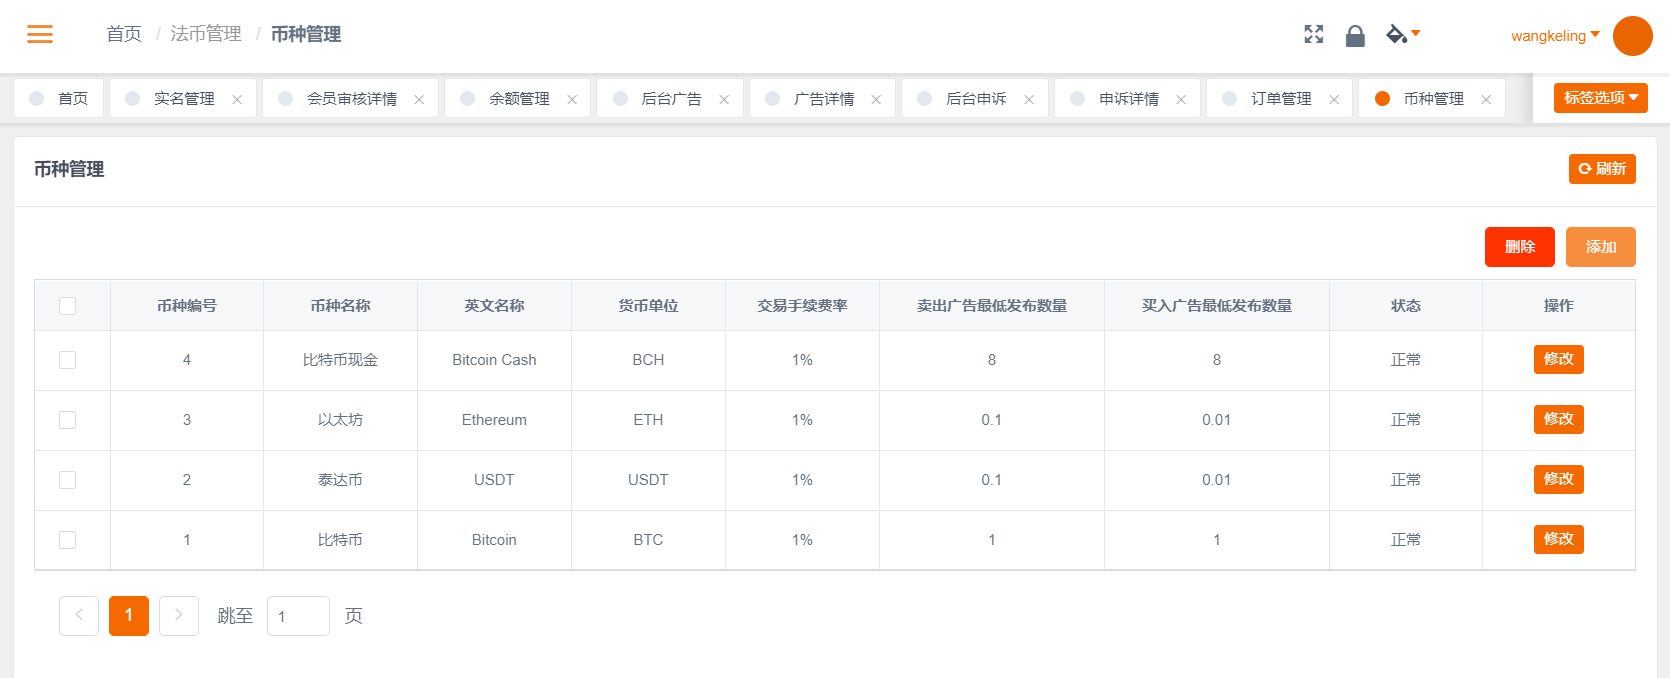 首页 / 法币管理 / 币种管理
wangkeling
首页 实名管理 会员审核详情 余额管理 后台广告 广告详情 后台申诉 申诉详情 订单管理 币种管理 标签选项
币种管理 刷新
删除 添加
币种编号 币种名称 英文名称 货币单位 交易手续费率 卖出广告最低发布数量 买入广告最低发布数量 状态 操作
4 比特币现金 Bitcoin Cash BCH 1% 8 8 正常 修改
3 以太坊 Ethereum ETH 1% 0.1 0.01 正常 修改
2 泰达币 USDT USDT 1% 0.1 0.01 正常 修改
1 比特币 Bitcoin BTC 1% 1 1 正常 修改
1 跳至 1 页